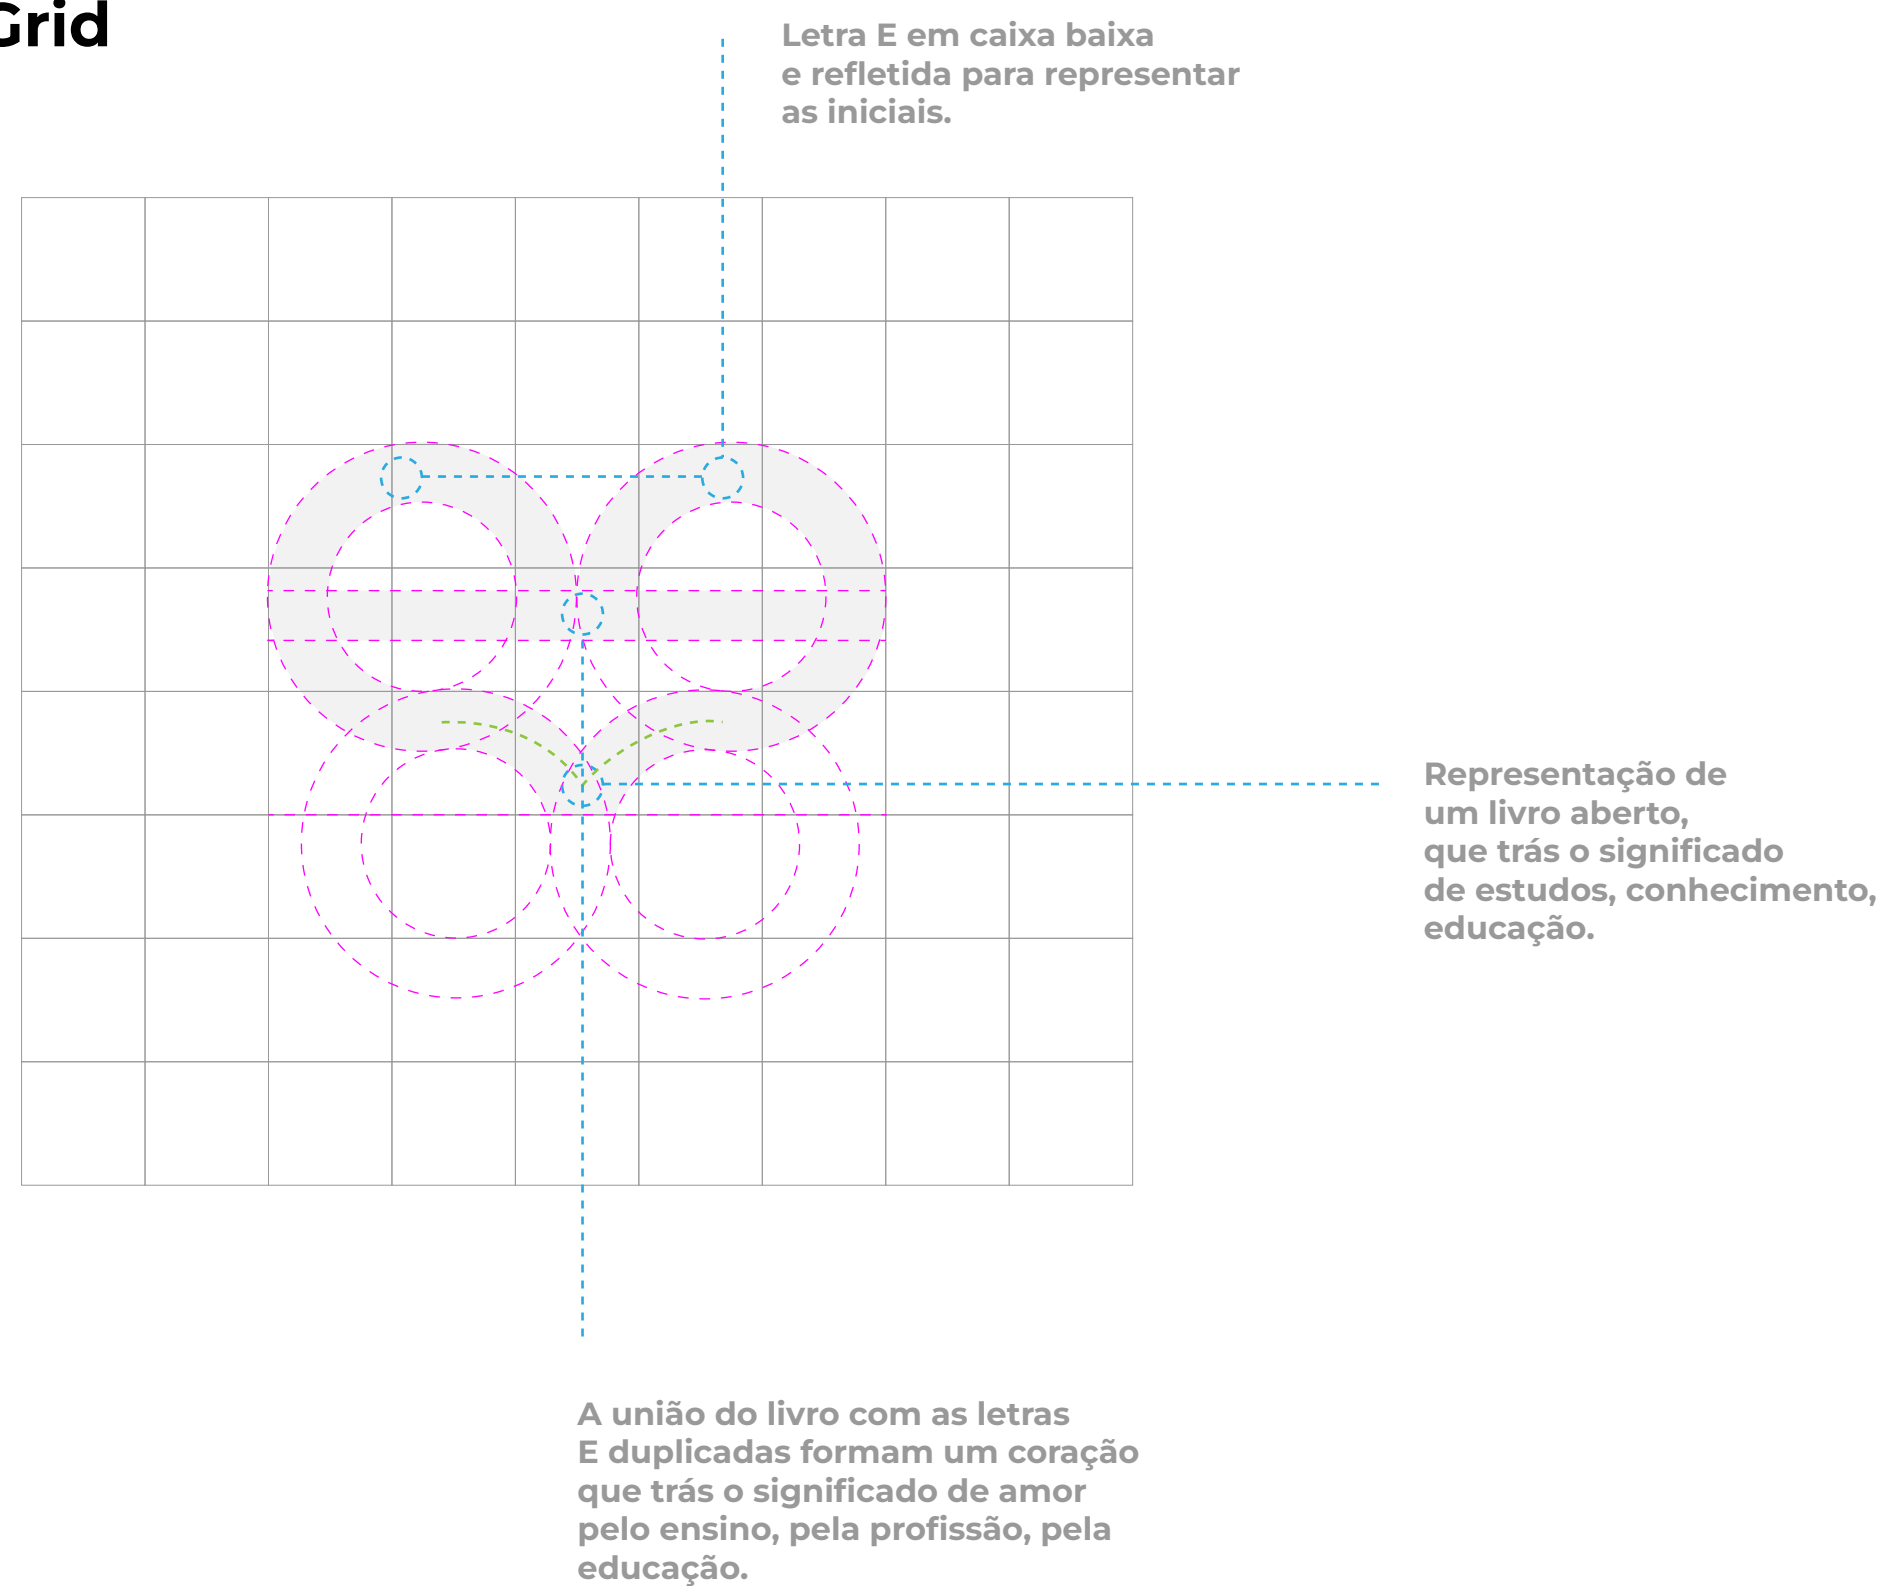 Grid
Letra E em caixa baixa
e refletida para representar
as iniciais.
Representação de
um livro aberto,
que trás o significado
de estudos, conhecimento,
educação.
A união do livro com as letras
E duplicadas formam um coração
que trás o significado de amor
pelo ensino, pela profissão, pela
educação.